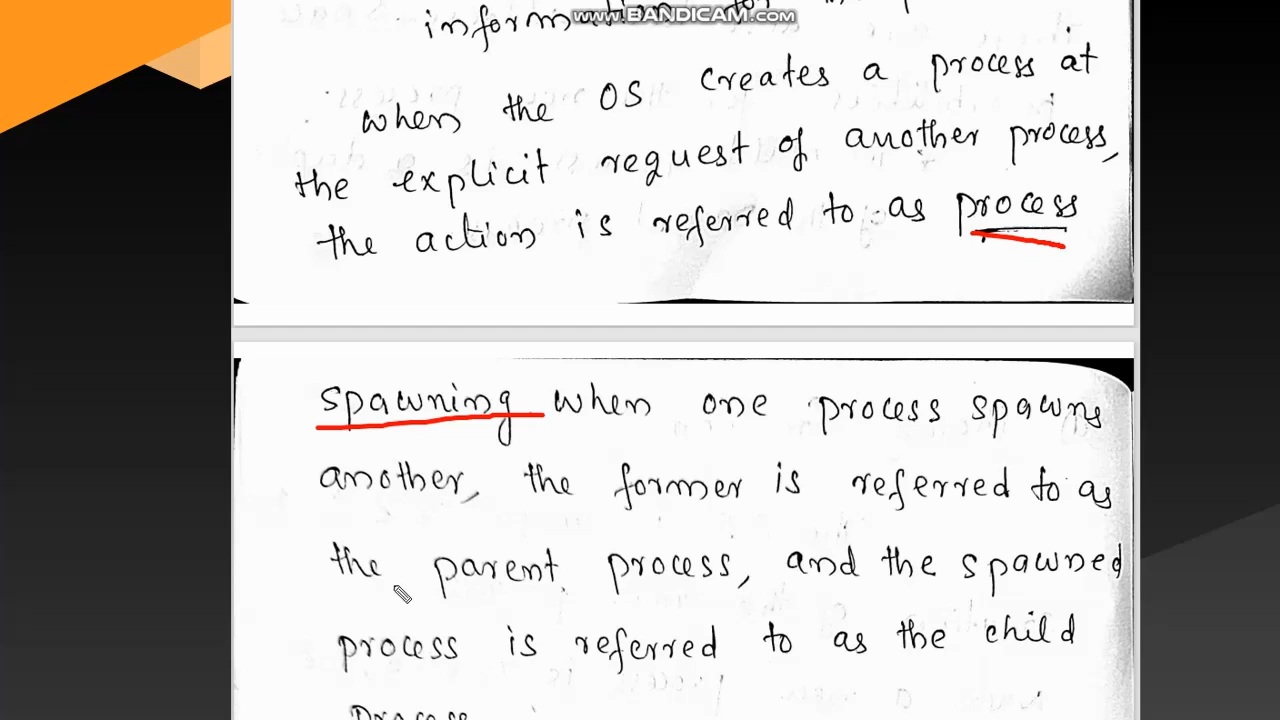 www.BANDICAM.com
information
when the OS creates a process at
the explicit request of another process,
the action is referred to as process
spawning when one process spawns
another, the former is referred to as
the parent process, and the spawned
process is referred to as the child
process